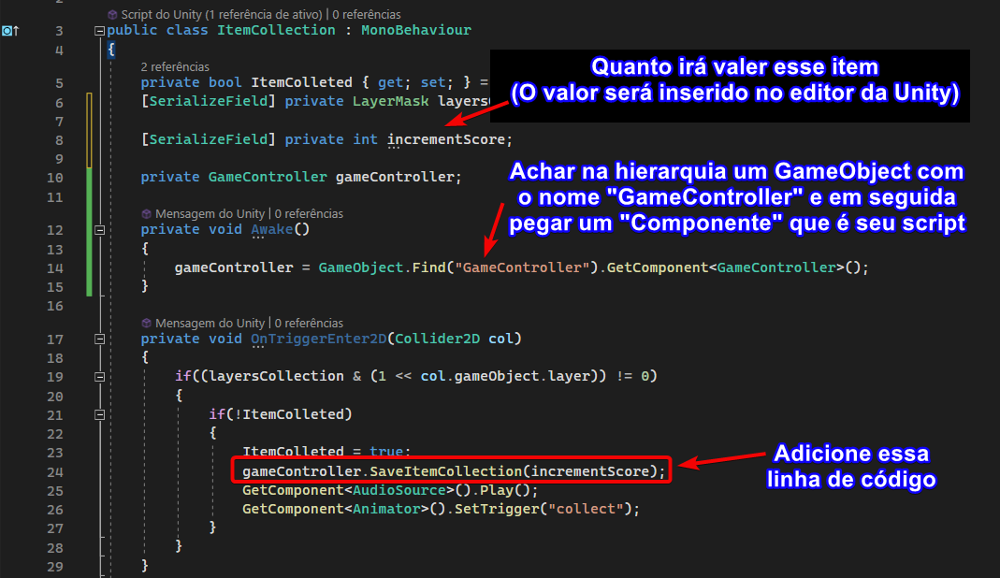 2
Script do Unity (1 referência de ativo) | 0 referências
3 public class ItemCollection : MonoBehaviour
4 {
2 referências
5 private bool ItemColleted { get; set; } =
Quanto irá valer esse item
(O valor será inserido no editor da Unity)
6 [SerializeField] private LayerMask layers
7
8 [SerializeField] private int incrementScore;
9
10 private GameController gameController;
11
Achar na hierarquia um GameObject com
o nome "GameController" e em seguida
pegar um "Componente" que é seu script
Mensagem do Unity | 0 referências
12 private void Awake()
13 {
14 gameController = GameObject.Find("GameController").GetComponent<GameController>();
15 }
16
Mensagem do Unity | 0 referências
17 private void OnTriggerEnter2D(Collider2D col)
18 {
19 if((layersCollection & (1 << col.gameObject.layer)) != 0)
20 {
21 if(!ItemColleted)
22 {
23 ItemColleted = true;
24 gameController.SaveItemCollection(incrementScore);
Adicione essa
linha de código
25 GetComponent<AudioSource>().Play();
26 GetComponent<Animator>().SetTrigger("collect");
27 }
28 }
29 }